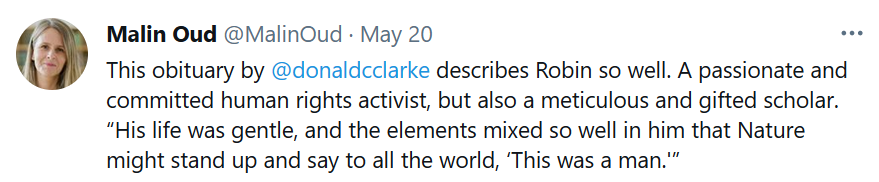 Malin Oud @MalinOud · May 20 ...
This obituary by @donaldcclarke describes Robin so well. A passionate and
committed human rights activist, but also a meticulous and gifted scholar.
“His life was gentle, and the elements mixed so well in him that Nature
might stand up and say to all the world, ‘This was a man.'”